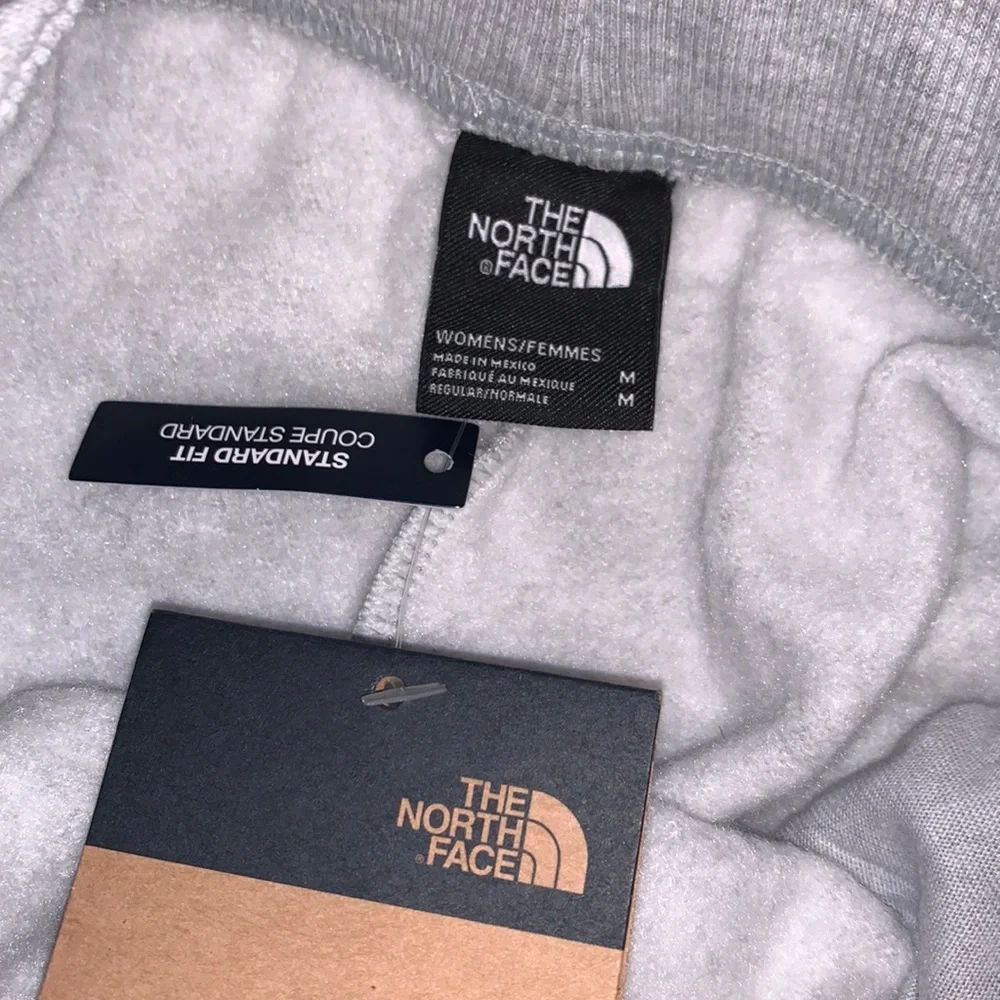 THE
NORTH
FACE
®
WOMENS/FEMMES
MADE IN MEXICO M
FABRIQUÉ AU MEXIQUE
REGULAR/NORMALE M
STANDARD FIT
COUPE STANDARD
THE
NORTH
®FACE